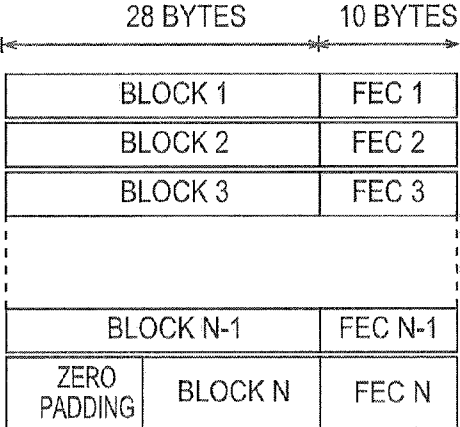 28 BYTES 10 BYTES
BLOCK 1 FEC 1
BLOCK 2 FEC 2
BLOCK 3 FEC 3
BLOCK N-1 FEC N-1
ZERO PADDING BLOCK N FEC N